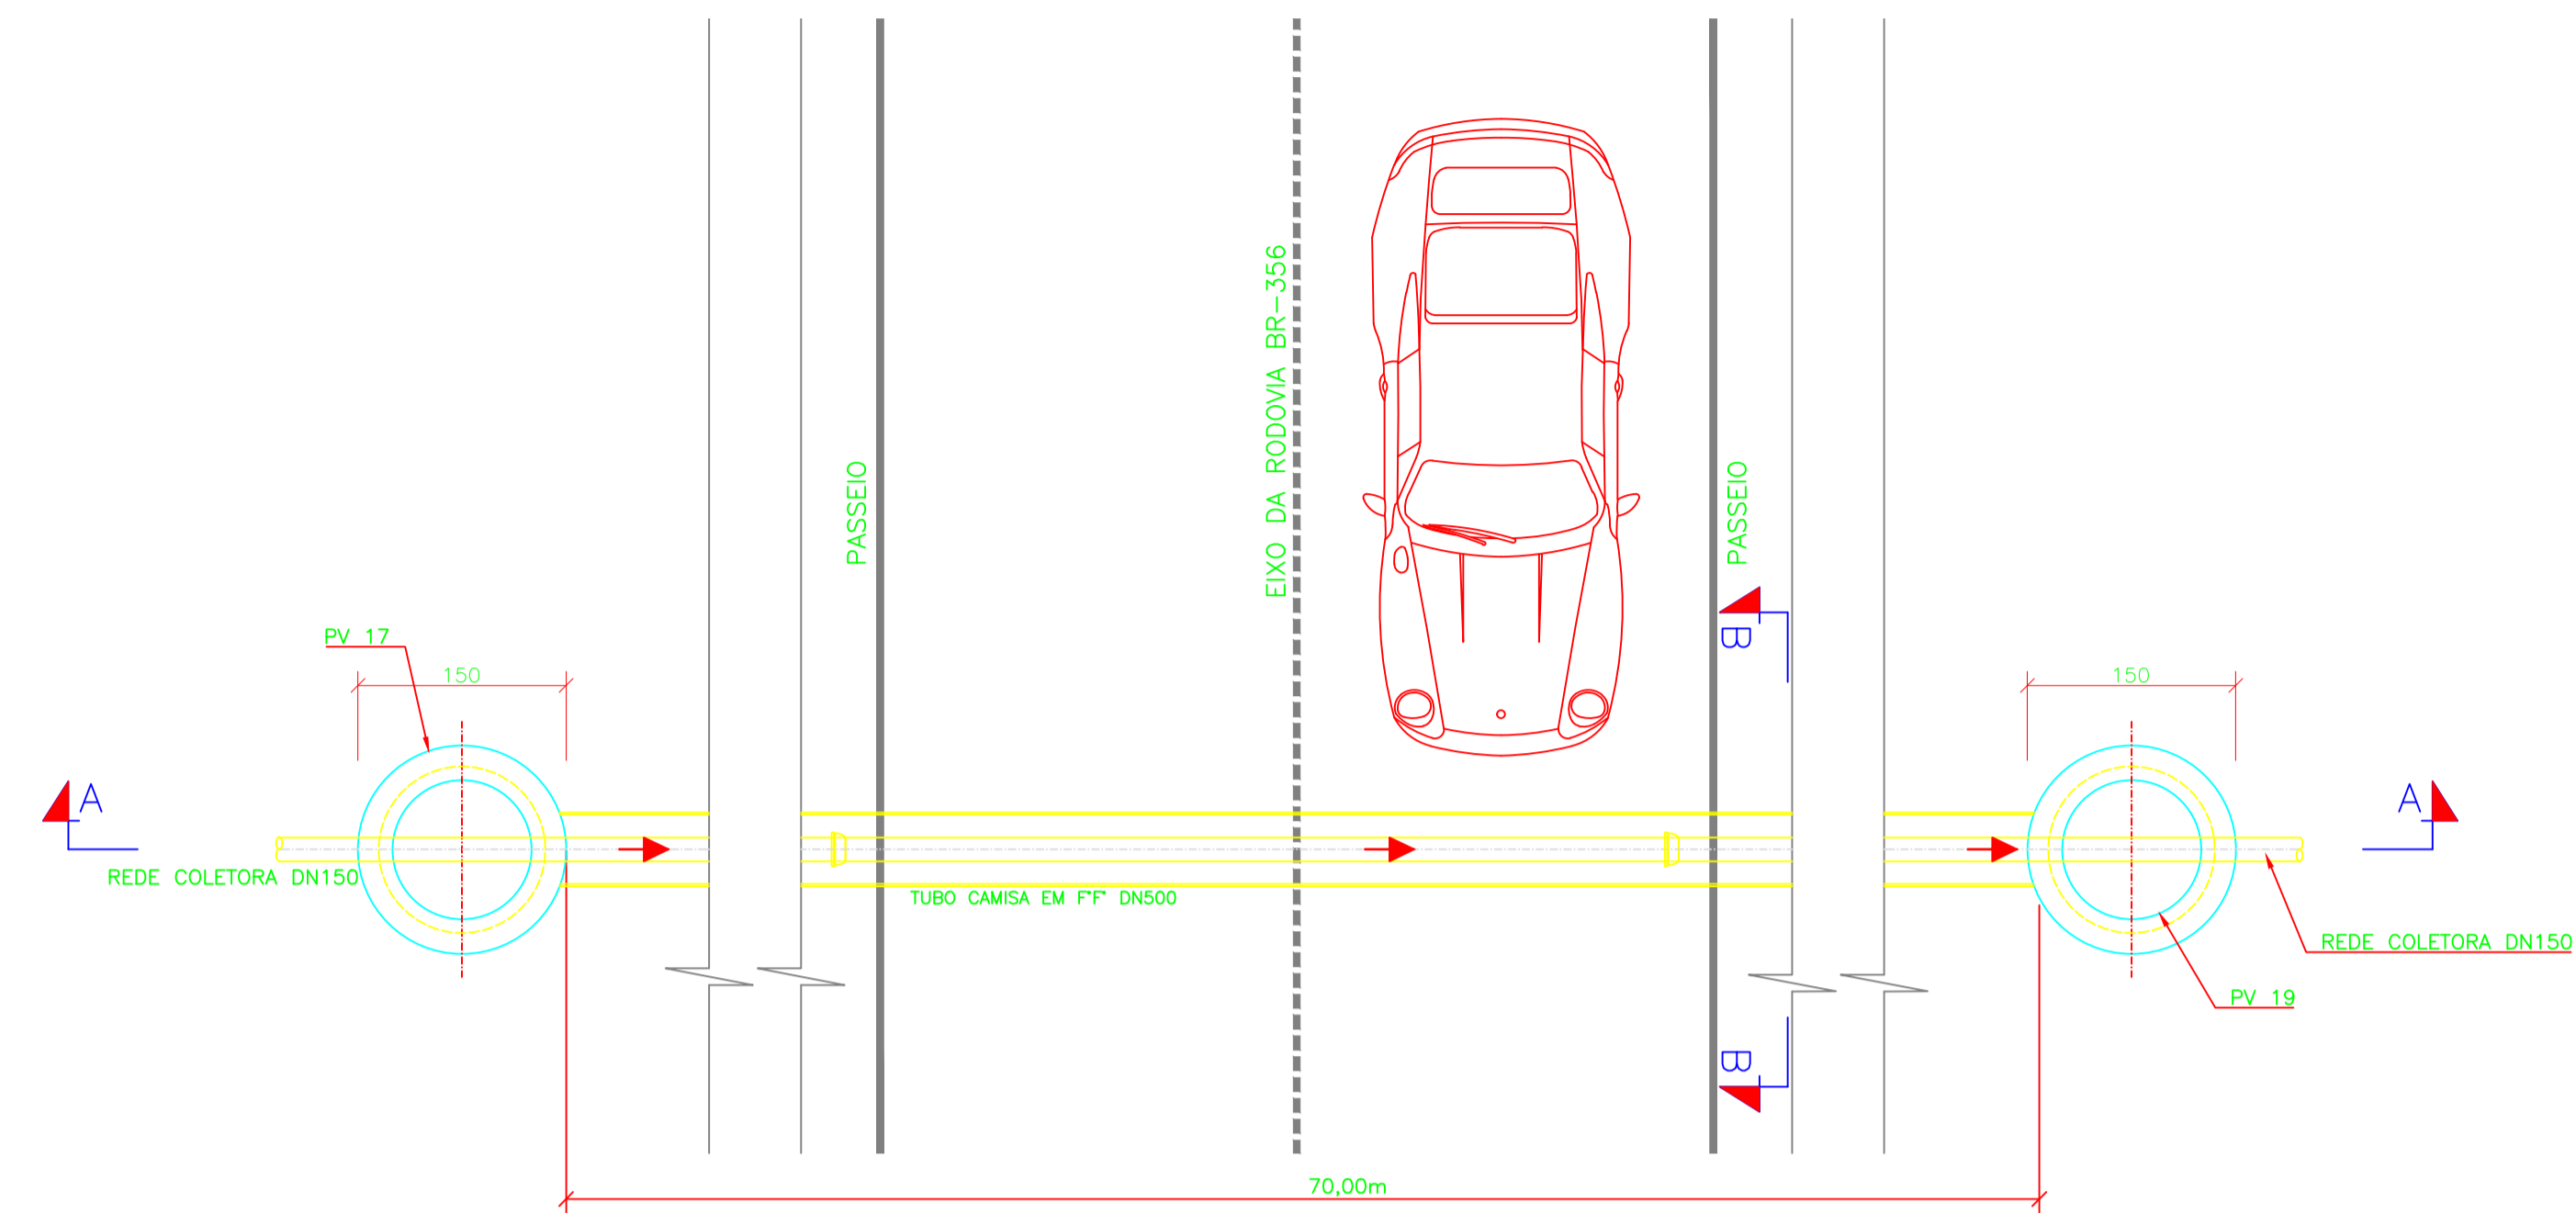 EIXO DA RODOVIA BR-356
PASSEIO
PASSEIO
B
PV 17
150
150
A
A
REDE COLETORA DN150
TUBO CAMISA EM F°F° DN500
REDE COLETORA DN150
PV 19
B
70,00m